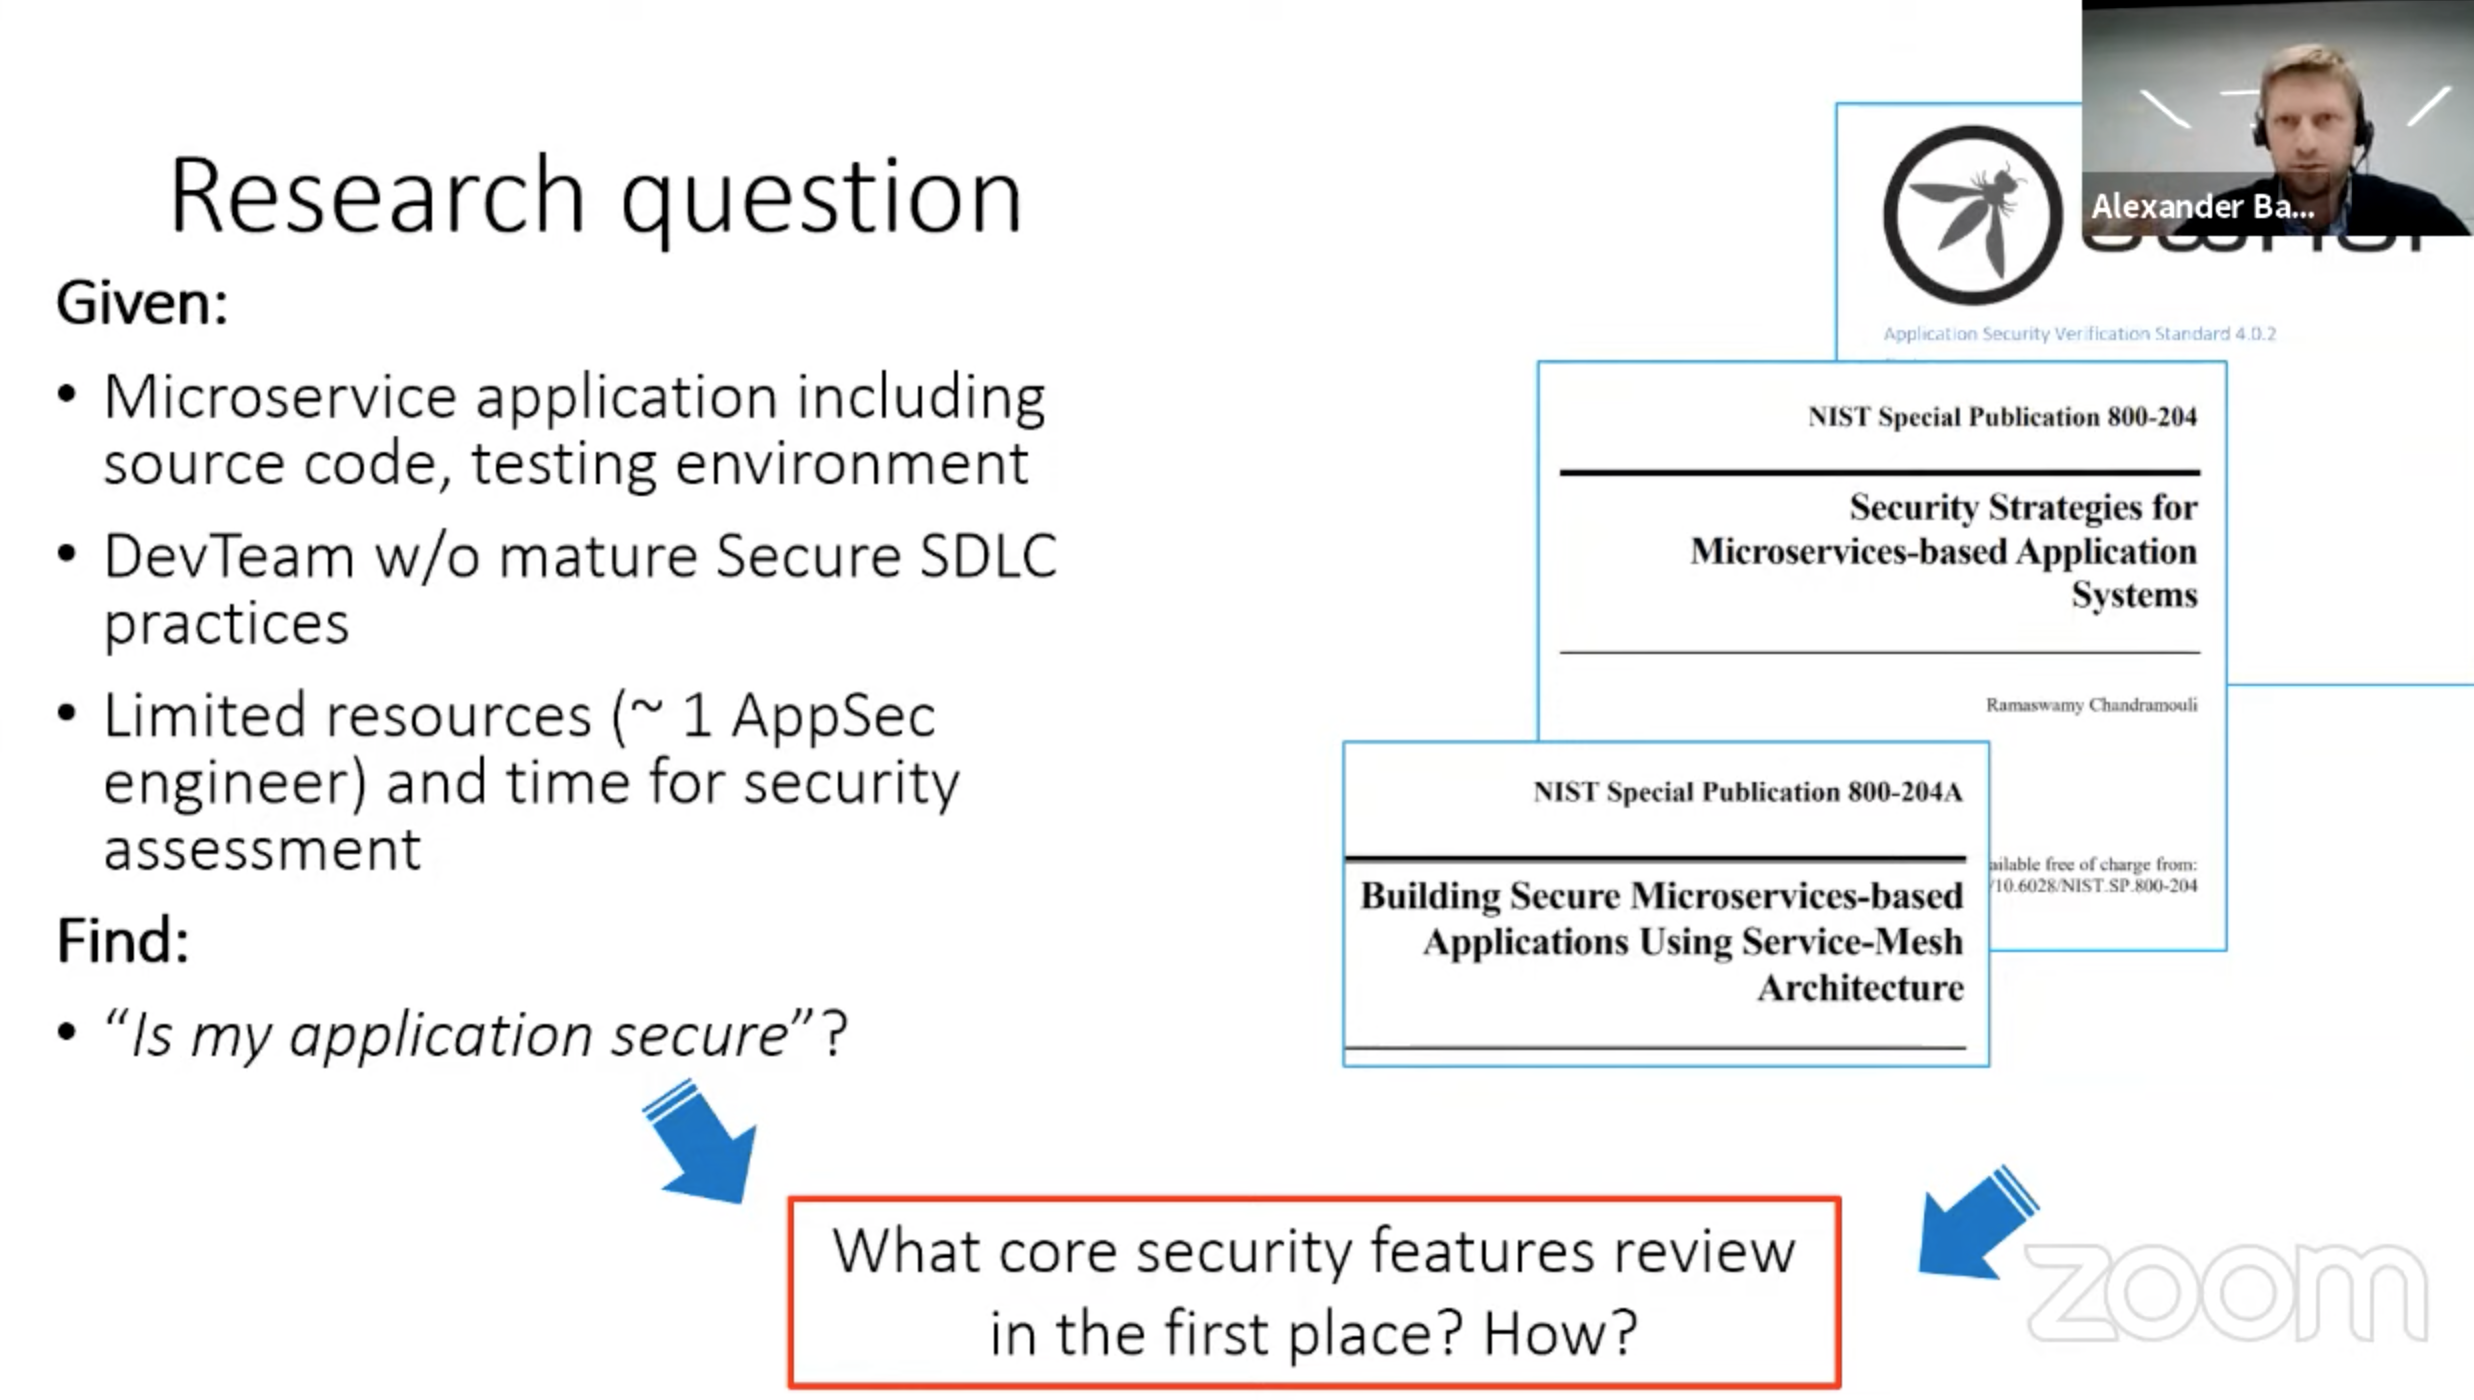 Research question
Given:
• Microservice application including
source code, testing environment
• DevTeam w/o mature Secure SDLC
practices
• Limited resources (~ 1 AppSec
engineer) and time for security
assessment
Find:
• “Is my application secure”?
What core security features review
in the first place? How?
Alexander Ba...
Application Security Verification Standard 4.0.2
NIST Special Publication 800-204
Security Strategies for
Microservices-based Application
Systems
Ramaswamy Chandramouli
ailable free of charge from:
/10.6028/NIST.SP.800-204
NIST Special Publication 800-204A
Building Secure Microservices-based
Applications Using Service-Mesh
Architecture
zoom